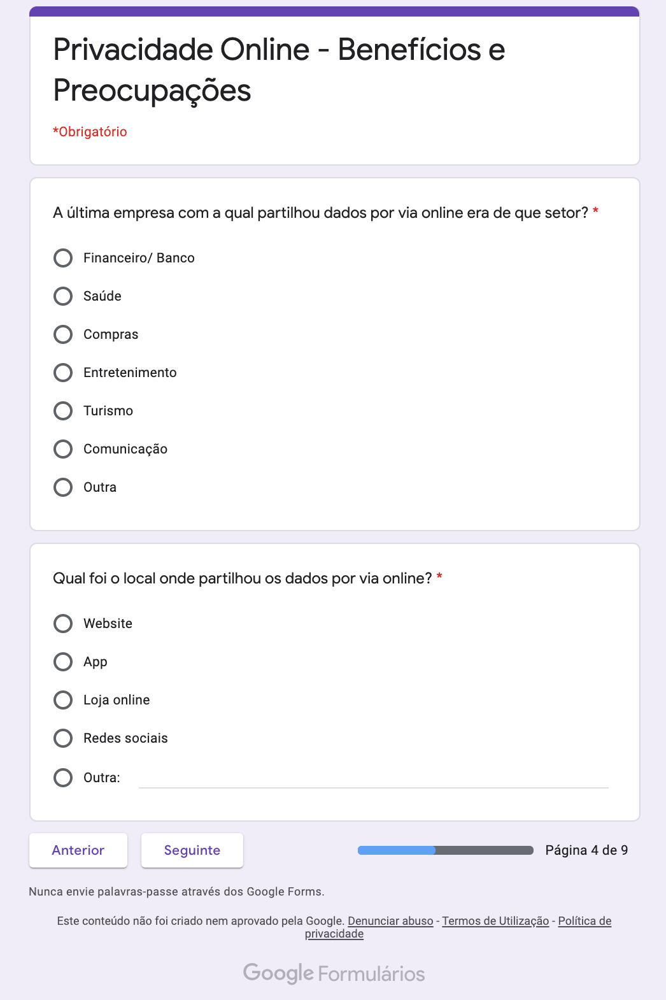 Privacidade Online - Benefícios e
Preocupações
*Obrigatório
A última empresa com a qual partilhou dados por via online era de que setor? *
Financeiro/ Banco
Saúde
Compras
Entretenimento
Turismo
Comunicação
Outra
Qual foi o local onde partilhou os dados por via online? *
Website
App
Loja online
Redes sociais
Outra:
Anterior
Seguinte
Página 4 de 9
Nunca envie palavras-passe através dos Google Forms.
Este conteúdo não foi criado nem aprovado pela Google. Denunciar abuso - Termos de Utilização - Política de
privacidade
Google Formulários